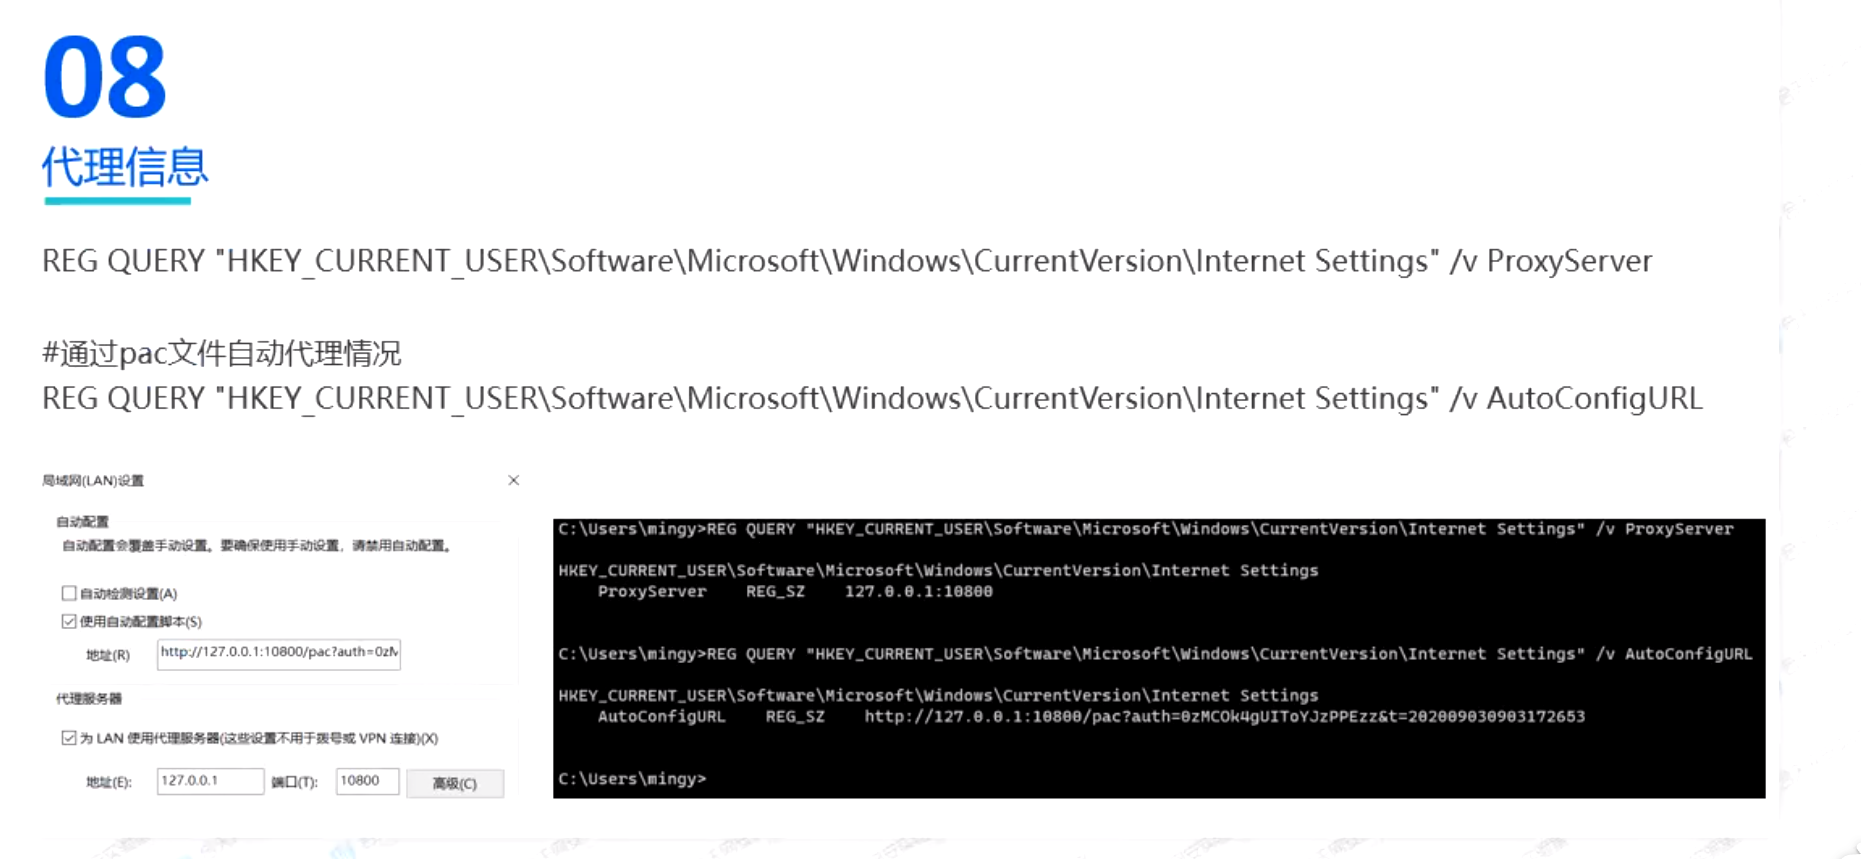 08
代理信息
REG QUERY "HKEY_CURRENT_USER\Software\Microsoft\Windows\CurrentVersion\Internet Settings" /v ProxyServer
#通过pac文件自动代理情况
REG QUERY "HKEY_CURRENT_USER\Software\Microsoft\Windows\CurrentVersion\Internet Settings" /v AutoConfigURL
局域网(LAN)设置
自动配置
自动配置会覆盖手动设置。要确保使用手动设置，请禁用自动配置。
自动检测设置(A)
使用自动配置脚本(S)
地址(R) http://127.0.0.1:10800/pac?auth=0zM
代理服务器
为 LAN 使用代理服务器(这些设置不用于拨号或 VPN 连接)(X)
地址(E): 127.0.0.1 端口(T): 10800 高级(C)
C:\Users\mingy>REG QUERY "HKEY_CURRENT_USER\Software\Microsoft\Windows\CurrentVersion\Internet Settings" /v ProxyServer
HKEY_CURRENT_USER\Software\Microsoft\Windows\CurrentVersion\Internet Settings
ProxyServer REG_SZ 127.0.0.1:10800
C:\Users\mingy>REG QUERY "HKEY_CURRENT_USER\Software\Microsoft\Windows\CurrentVersion\Internet Settings" /v AutoConfigURL
HKEY_CURRENT_USER\Software\Microsoft\Windows\CurrentVersion\Internet Settings
AutoConfigURL REG_SZ http://127.0.0.1:10800/pac?auth=0zMCOk4gUIToYJzPPEzz&t=202009030903172653
C:\Users\mingy>